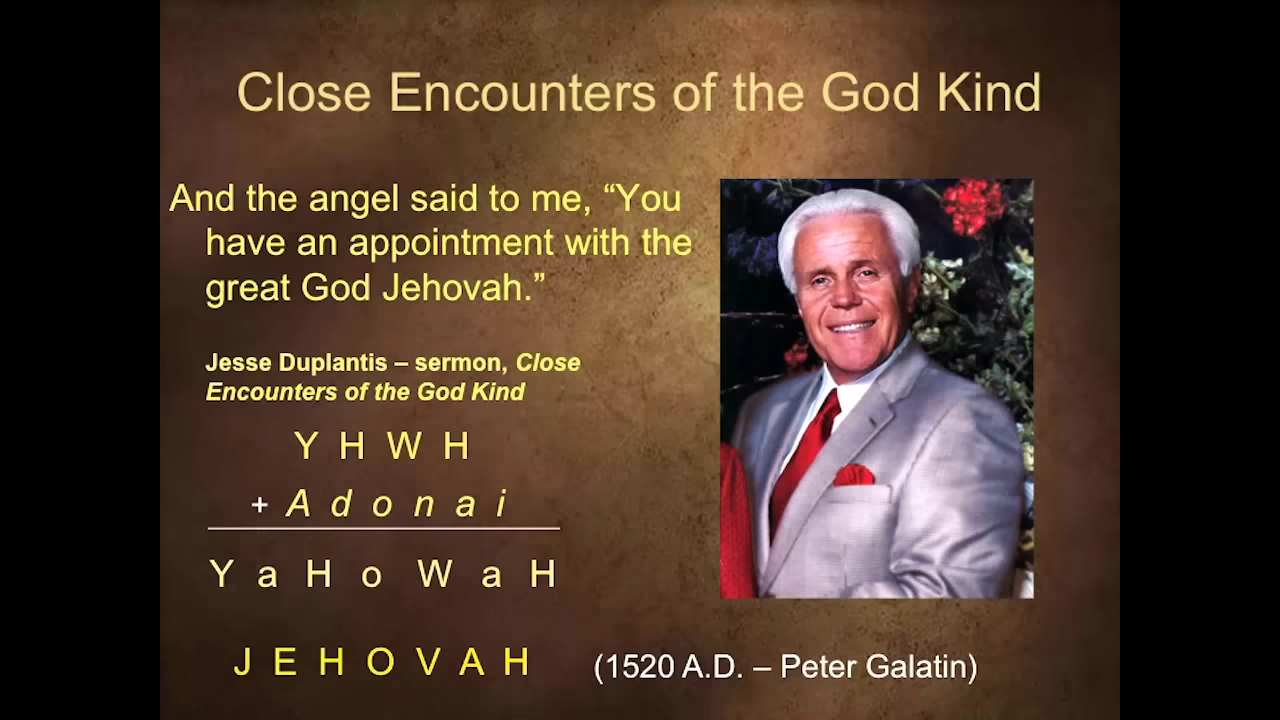 Close Encounters of the God Kind
And the angel said to me, “You
have an appointment with the
great God Jehovah.”
Jesse Duplantis – sermon, Close
Encounters of the God Kind
Y H W H
+ A d o n a i
Y a H o W a H
J E H O V A H (1520 A.D. – Peter Galatin)